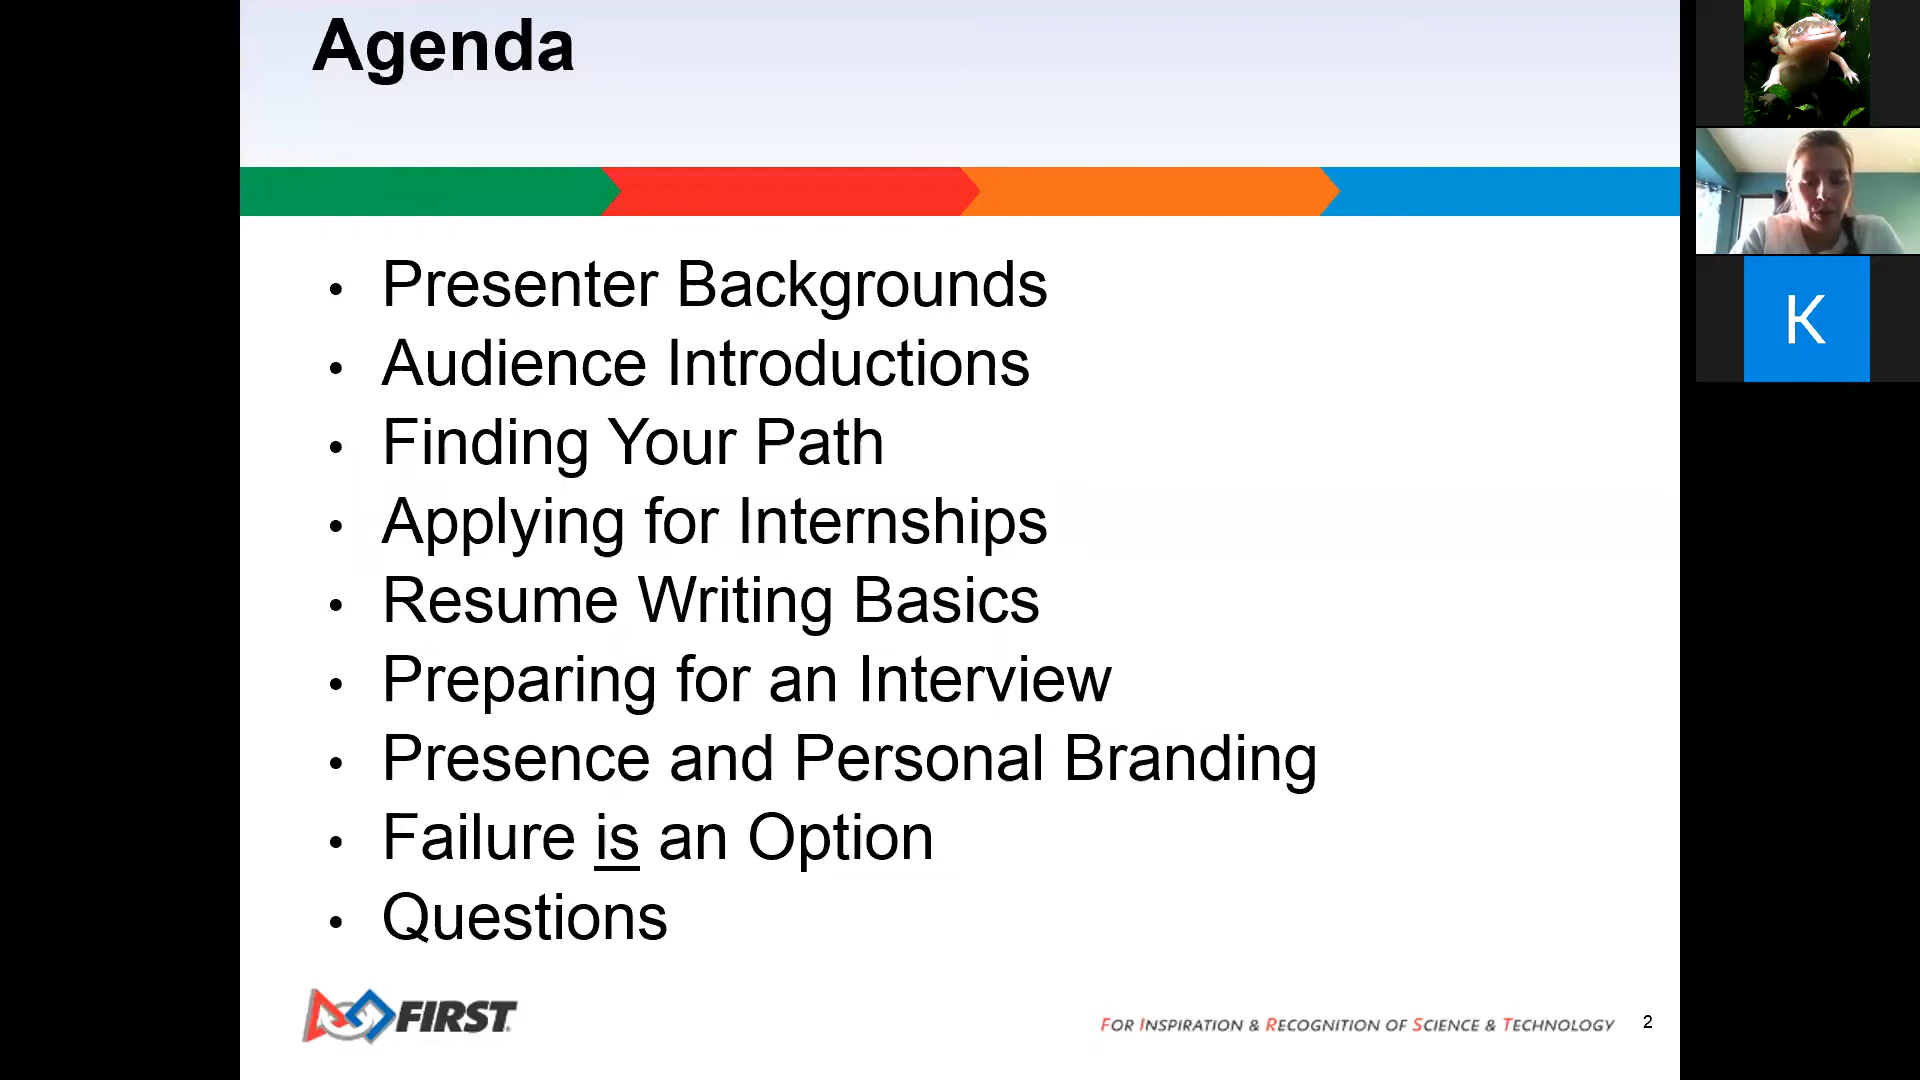 Agenda
• Presenter Backgrounds
• Audience Introductions
• Finding Your Path
• Applying for Internships
• Resume Writing Basics
• Preparing for an Interview
• Presence and Personal Branding
• Failure is an Option
• Questions
FIRST
FOR INSPIRATION & RECOGNITION OF SCIENCE & TECHNOLOGY
2
K